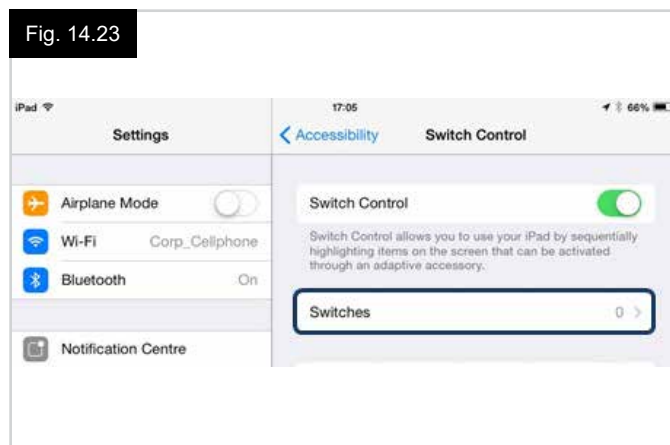 Fig. 14.23
iPad 17:05 66%
Settings
Accessibility Switch Control
Airplane Mode
Wi-Fi Corp_Cellphone
Bluetooth On
Notification Centre
Switch Control
Switch Control allows you to use your iPad by sequentially
highlighting items on the screen that can be activated
through an adaptive accessory.
Switches 0